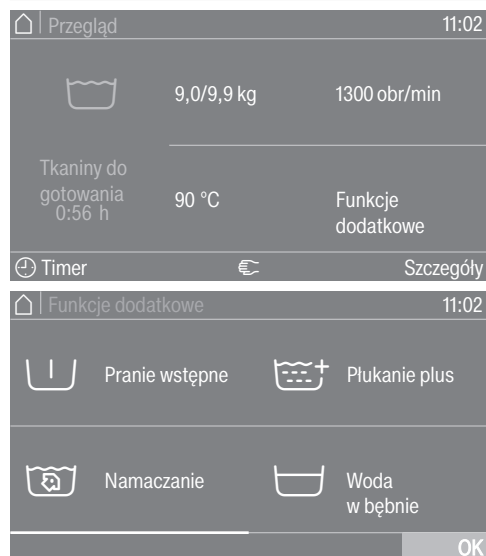 Przegląd 11:02
9,0/9,9 kg 1300 obr/min
Tkaniny do
gotowania
0:56 h
90 °C Funkcje
dodatkowe
Timer Szczegóły
Funkcje dodatkowe 11:02
Pranie wstępne Płukanie plus
Namaczanie Woda
w bębnie
OK